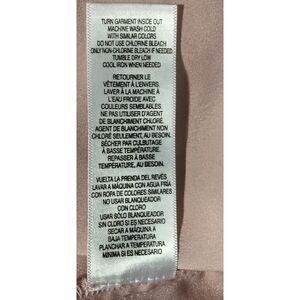 TURN GARMENT INSIDE OUT
MACHINE WASH COLD
WITH SIMILAR COLORS
DO NOT USE CHLORINE BLEACH
ONLY NON-CHLORINE BLEACH IF NEEDED
TUMBLE DRY LOW
COOL IRON WHEN NEEDED
RETOURNER LE
VÊTEMENT À L'ENVERS.
LAVER À LA MACHINE À
L'EAU FROIDE AVEC
COULEURS SEMBLABLES.
NE PAS UTILISER D'AGENT
DE BLANCHIMENT CHLORÉ.
AGENT DE BLANCHIMENT NON
CHLORÉ SEULEMENT, AU BESOIN.
SÉCHER PAR CULBUTAGE
À BASSE TEMPÉRATURE.
REPASSER À BASSE
TEMPÉRATURE, AU BESOIN.
VUELTA LA PRENDA DEL REVÉS
LAVAR A MÁQUINA CON AGUA FRÍA
CON ROPA DE COLORES SIMILARES
NO USAR BLANQUEADOR
CON CLORO
USAR SÓLO BLANQUEADOR
SIN CLORO SI ES NECESARIO
SECAR A MÁQUINA A
BAJA TEMPERATURA
PLANCHAR A TEMPERATURA
MÍNIMA SI ES NECESARIO